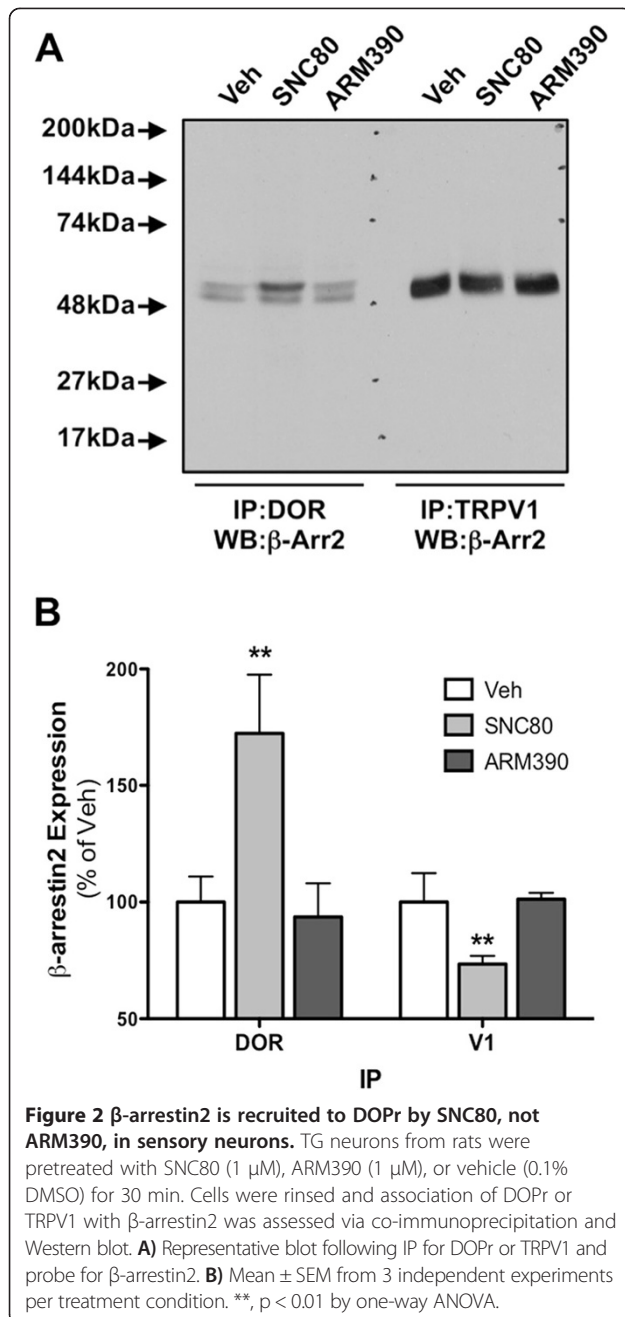 A
Veh SNC80 ARM390 Veh SNC80 ARM390
200kDa
144kDa
74kDa
48kDa
27kDa
17kDa
IP:DOR IP:TRPV1
WB:β-Arr2 WB:β-Arr2
B
β-arrestin2 Expression
(% of Veh)
200
150
100
50
**
**
Veh
SNC80
ARM390
DOR V1
IP
Figure 2 β-arrestin2 is recruited to DOPr by SNC80, not
ARM390, in sensory neurons. TG neurons from rats were
pretreated with SNC80 (1 μM), ARM390 (1 μM), or vehicle (0.1%
DMSO) for 30 min. Cells were rinsed and association of DOPr or
TRPV1 with β-arrestin2 was assessed via co-immunoprecipitation and
Western blot. A) Representative blot following IP for DOPr or TRPV1 and
probe for β-arrestin2. B) Mean ± SEM from 3 independent experiments
per treatment condition. **, p < 0.01 by one-way ANOVA.